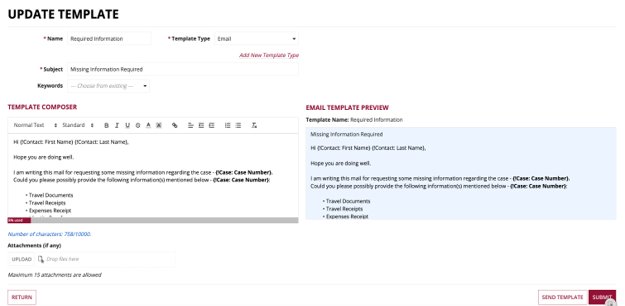 UPDATE TEMPLATE
* Name Required Information * Template Type Email
Add New Template Type
* Subject Missing Information Required
Keywords --- Choose from existing ---
TEMPLATE COMPOSER
Normal Text Standard B I U S A A
Hi {!Contact: First Name} {!Contact: Last Name},
Hope you are doing well.
I am writing this mail for requesting some missing information regarding the case - {!Case: Case Number}.
Could you please possibly provide the following information(s) mentioned below - {!Case: Case Number}:
• Travel Documents
• Travel Receipts
• Expenses Receipt
8% used
Number of characters: 758/10000.
Attachments (if any)
UPLOAD Drop files here
Maximum 15 attachments are allowed
EMAIL TEMPLATE PREVIEW
Template Name: Required Information
Missing Information Required
Hi {!Contact: First Name} {!Contact: Last Name},
Hope you are doing well.
I am writing this mail for requesting some missing information regarding the case - {!Case: Case Number}.
Could you please possibly provide the following information(s) mentioned below - {!Case: Case Number}:
• Travel Documents
• Travel Receipts
• Expenses Receipt
RETURN
SEND TEMPLATE SUBMIT